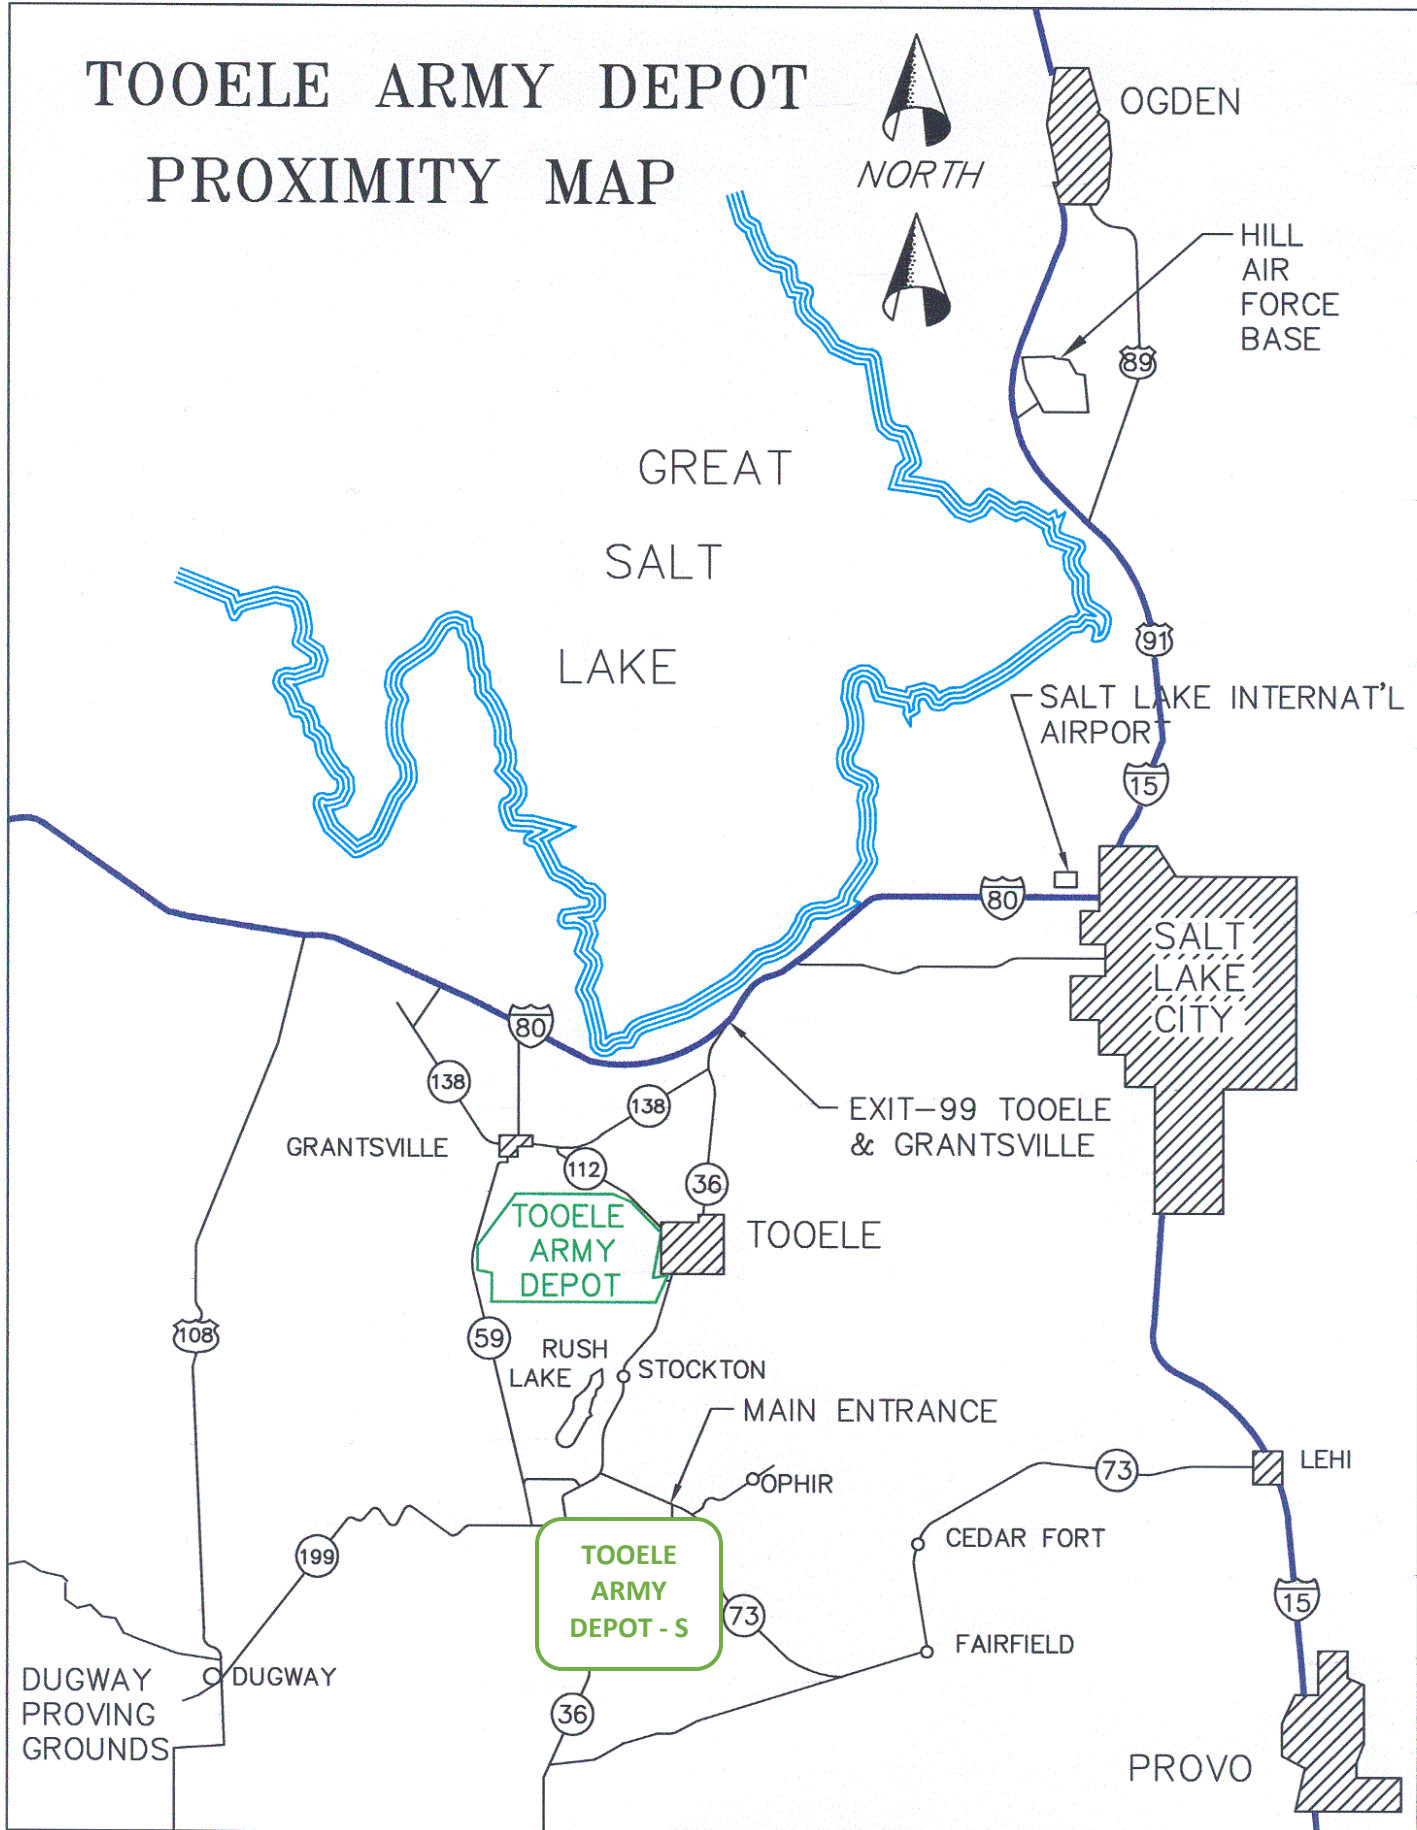 TOOELE ARMY DEPOT
PROXIMITY MAP
NORTH
OGDEN
HILL
AIR
FORCE
BASE
89
GREAT
SALT
LAKE
91
SALT LAKE INTERNAT'L
AIRPORT
15
80
SALT
LAKE
CITY
80
138
138
EXIT-99 TOOELE
& GRANTSVILLE
GRANTSVILLE
112
36
TOOELE
ARMY
DEPOT
TOOELE
108
59
RUSH
LAKE
STOCKTON
MAIN ENTRANCE
OPHIR
73
LEHI
199
TOOELE
ARMY
DEPOT - S
CEDAR FORT
73
15
FAIRFIELD
DUGWAY
DUGWAY
PROVING
GROUNDS
36
PROVO